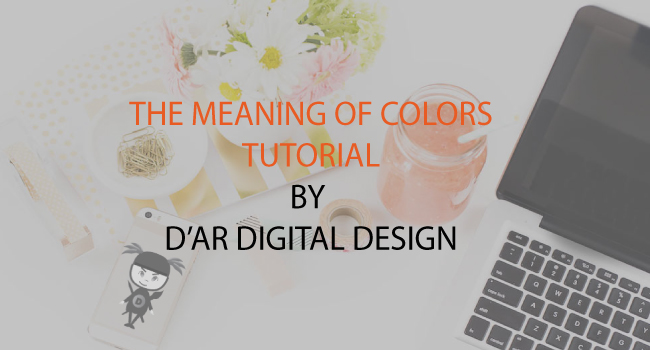 THE MEANING OF COLORS
TUTORIAL
BY
D'AR DIGITAL DESIGN